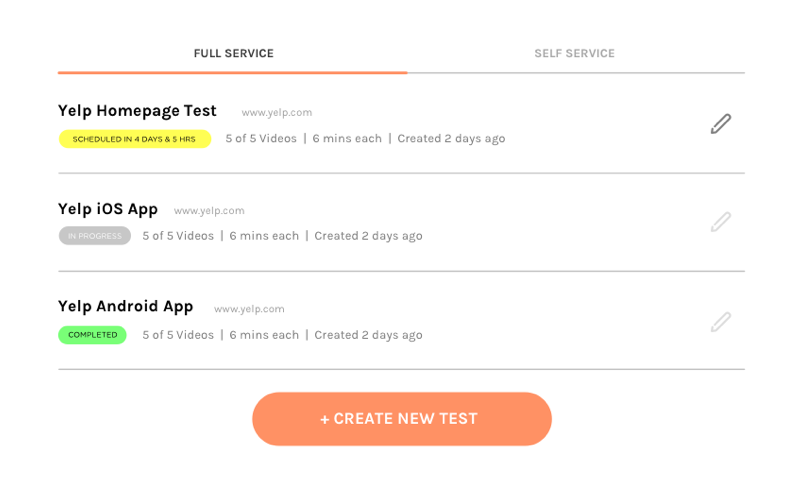 FULL SERVICE
SELF SERVICE
Yelp Homepage Test www.yelp.com
SCHEDULED IN 4 DAYS & 5 HRS 5 of 5 Videos | 6 mins each | Created 2 days ago
Yelp iOS App www.yelp.com
IN PROGRESS 5 of 5 Videos | 6 mins each | Created 2 days ago
Yelp Android App www.yelp.com
COMPLETED 5 of 5 Videos | 6 mins each | Created 2 days ago
+ CREATE NEW TEST